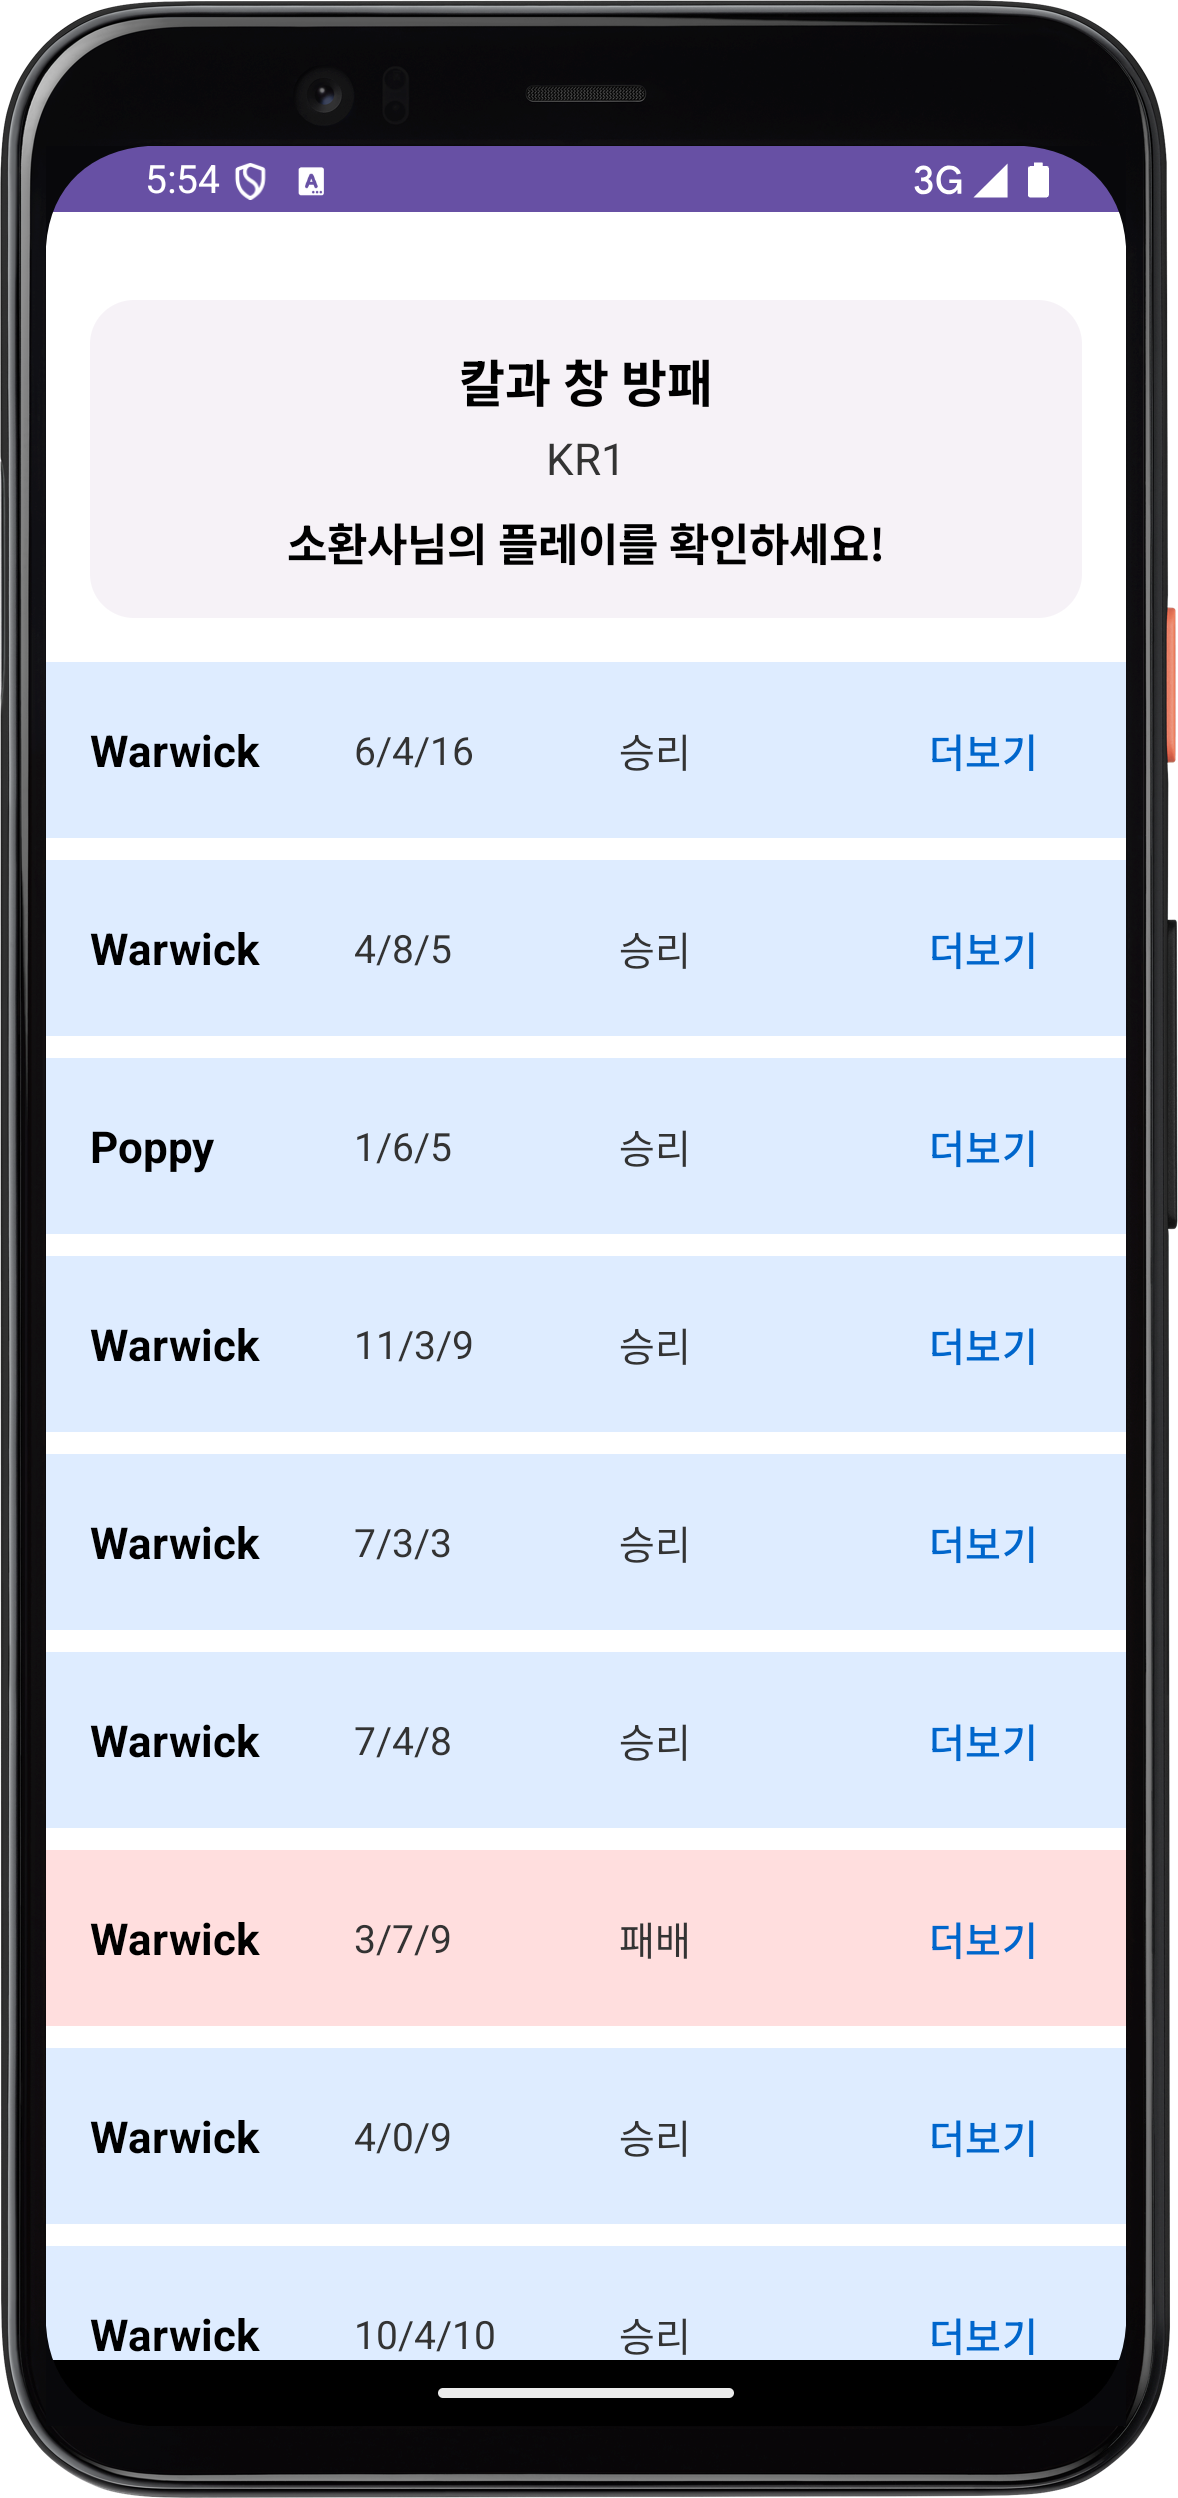 5:54 3G
칼과 창 방패
KR1
소환사님의 플레이를 확인하세요!
Warwick 6/4/16 승리 더보기
Warwick 4/8/5 승리 더보기
Poppy 1/6/5 승리 더보기
Warwick 11/3/9 승리 더보기
Warwick 7/3/3 승리 더보기
Warwick 7/4/8 승리 더보기
Warwick 3/7/9 패배 더보기
Warwick 4/0/9 승리 더보기
Warwick 10/4/10 승리 더보기